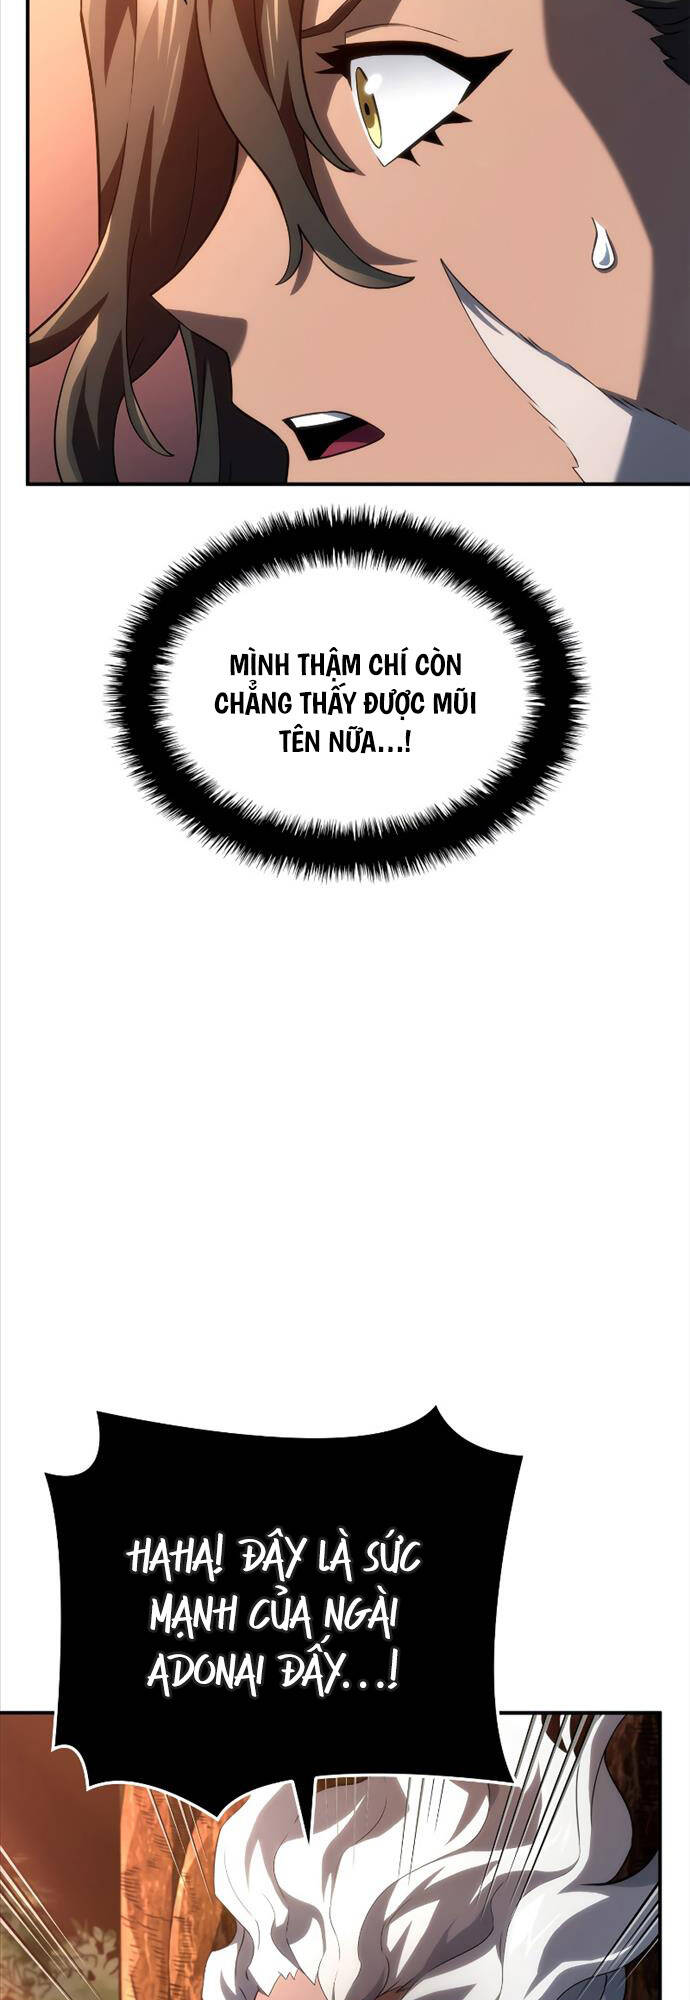 MÌNH THẬM CHÍ CÒN
CHẲNG THẤY ĐƯỢC MŨI
TÊN NỮA...!
HAHA! ĐÂY LÀ SỨC
MẠNH CỦA NGÀI
ADONAI ĐẤY...!